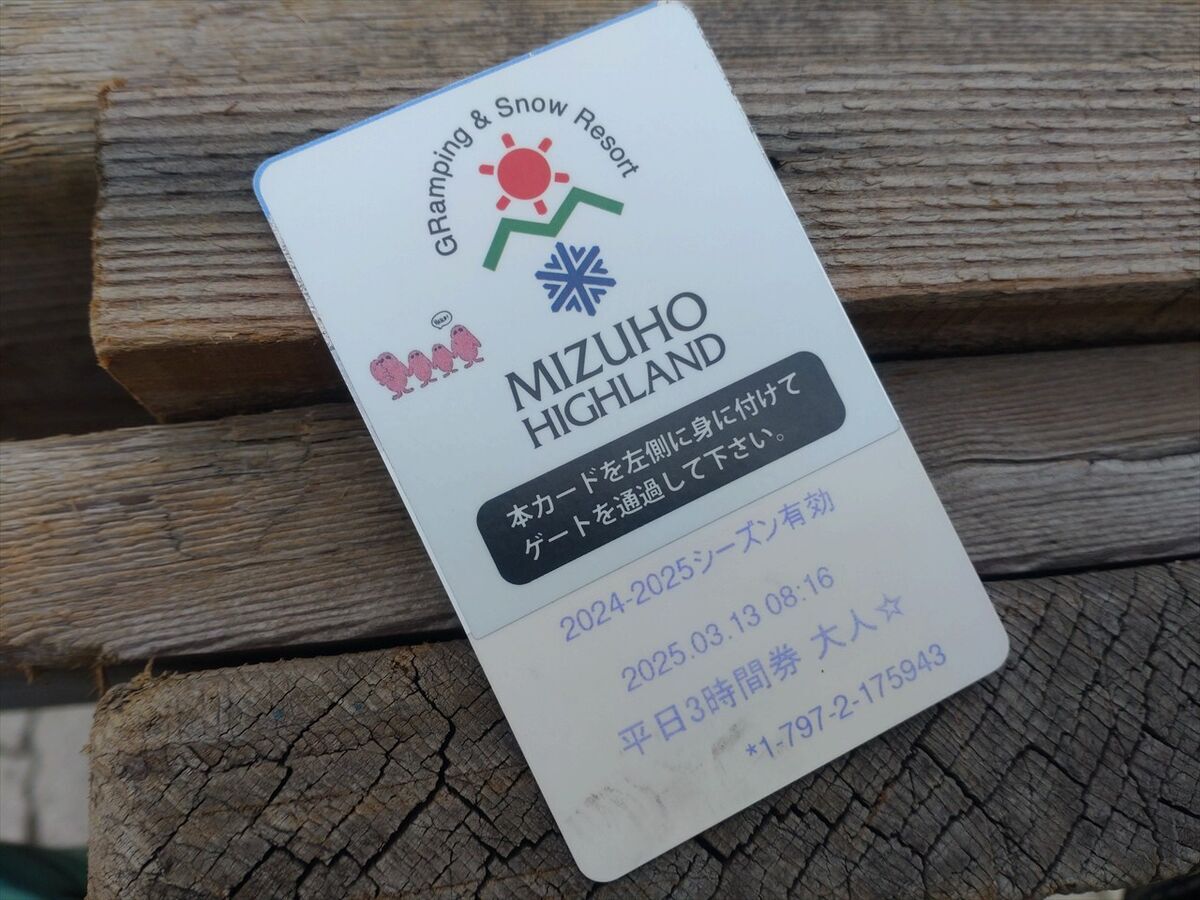 GRamping & Snow Resort
MIZUHO
HIGHLAND
本カードを左側に身に付けて
ゲートを通過して下さい。
2024-2025シーズン有効
2025.03.13 08:16
平日3時間券 大人☆
*1-797-2-175943